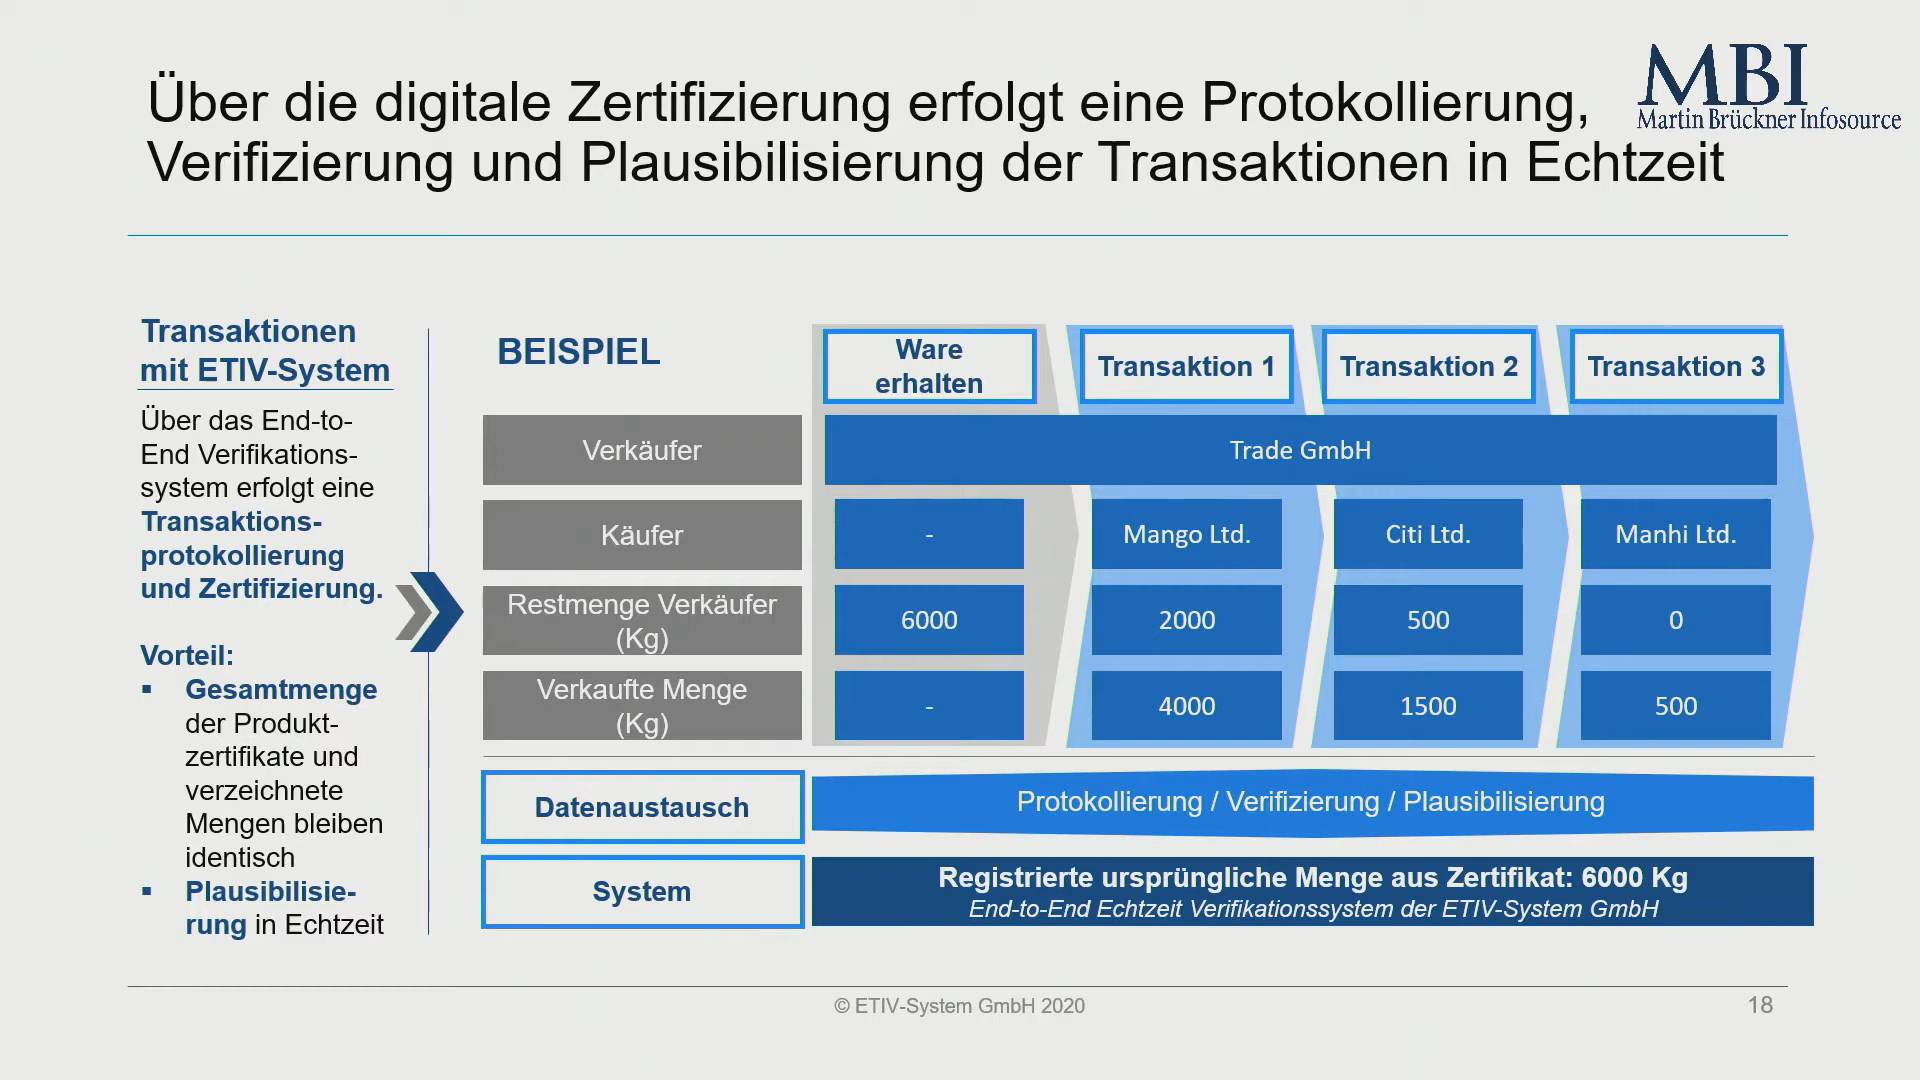 Über die digitale Zertifizierung erfolgt eine Protokollierung,
Verifizierung und Plausibilisierung der Transaktionen in Echtzeit
MBI
Martin Brückner Infosource
Transaktionen
mit ETIV-System
Über das End-to-
End Verifikations-
system erfolgt eine
Transaktions-
protokollierung
und Zertifizierung.
Vorteil:
▪ Gesamtmenge
der Produkt-
zertifikate und
verzeichnete
Mengen bleiben
identisch
▪ Plausibilisie-
rung in Echtzeit
BEISPIEL
Ware
erhalten
Transaktion 1
Transaktion 2
Transaktion 3
Verkäufer
Trade GmbH
Käufer
-
Mango Ltd.
Citi Ltd.
Manhi Ltd.
Restmenge Verkäufer
(Kg)
6000
2000
500
0
Verkaufte Menge
(Kg)
-
4000
1500
500
Datenaustausch
Protokollierung / Verifizierung / Plausibilisierung
System
Registrierte ursprüngliche Menge aus Zertifikat: 6000 Kg
End-to-End Echtzeit Verifikationssystem der ETIV-System GmbH
© ETIV-System GmbH 2020
18